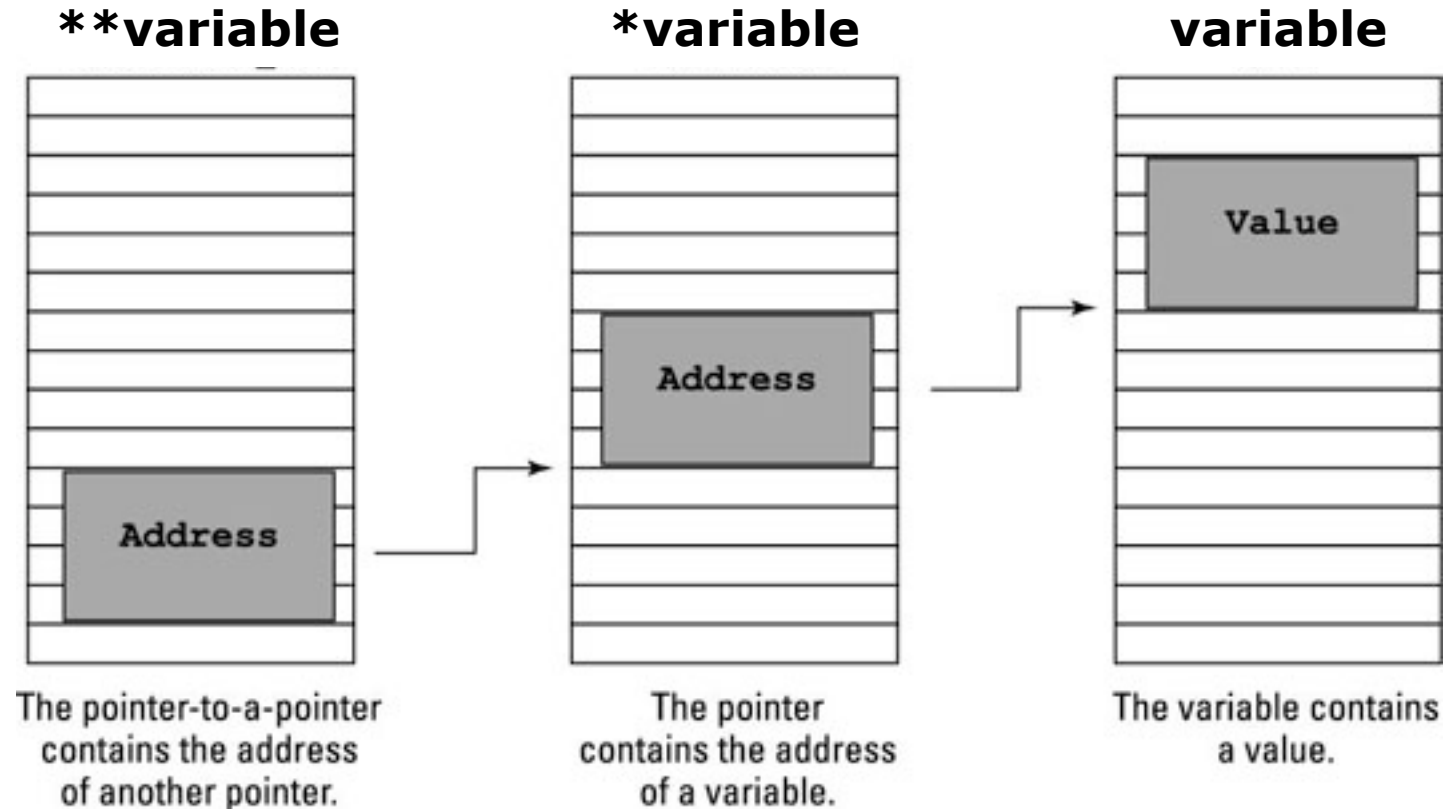 **variable
*variable
variable
Address
Address
Value
The pointer-to-a-pointer
contains the address
of another pointer.
The pointer
contains the address
of a variable.
The variable contains
a value.